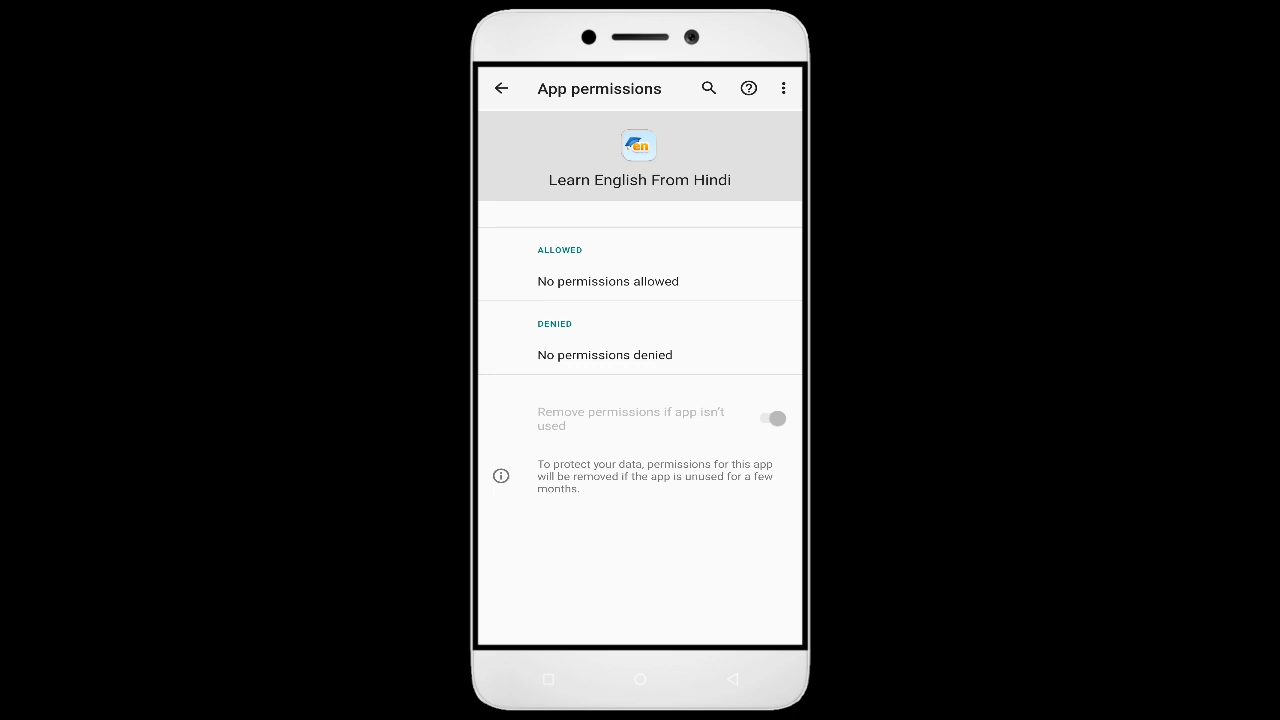 App permissions
en
Learn English From Hindi
ALLOWED
No permissions allowed
DENIED
No permissions denied
Remove permissions if app isn't
used
To protect your data, permissions for this app
will be removed if the app is unused for a few
months.